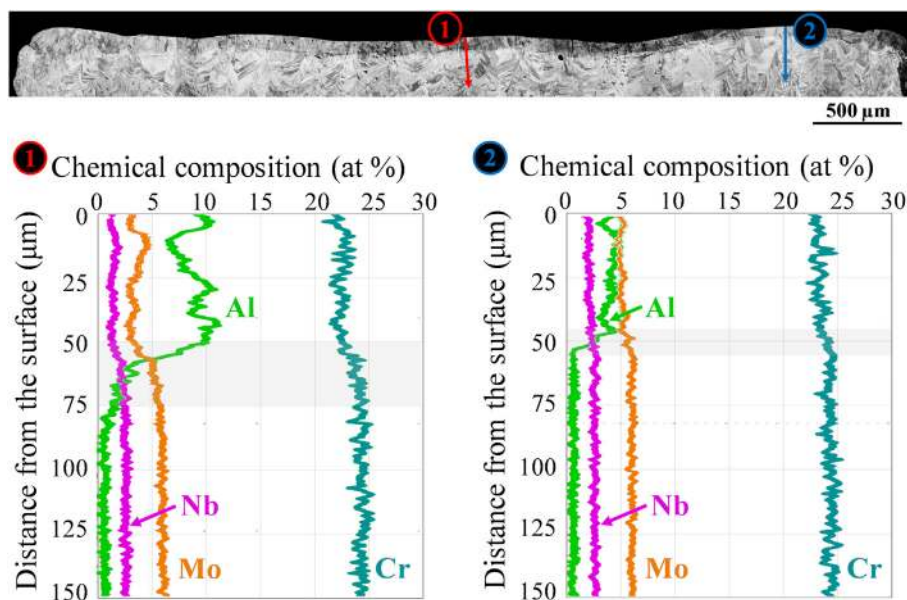 1
2
500 µm
1 Chemical composition (at %)
0 5 10 15 20 25 30
Distance from the surface (µm)
0
25
50
75
100
125
150
Al
Nb
Mo
Cr
2 Chemical composition (at %)
0 5 10 15 20 25 30
Distance from the surface (µm)
0
25
50
75
100
125
150
Al
Nb
Mo
Cr